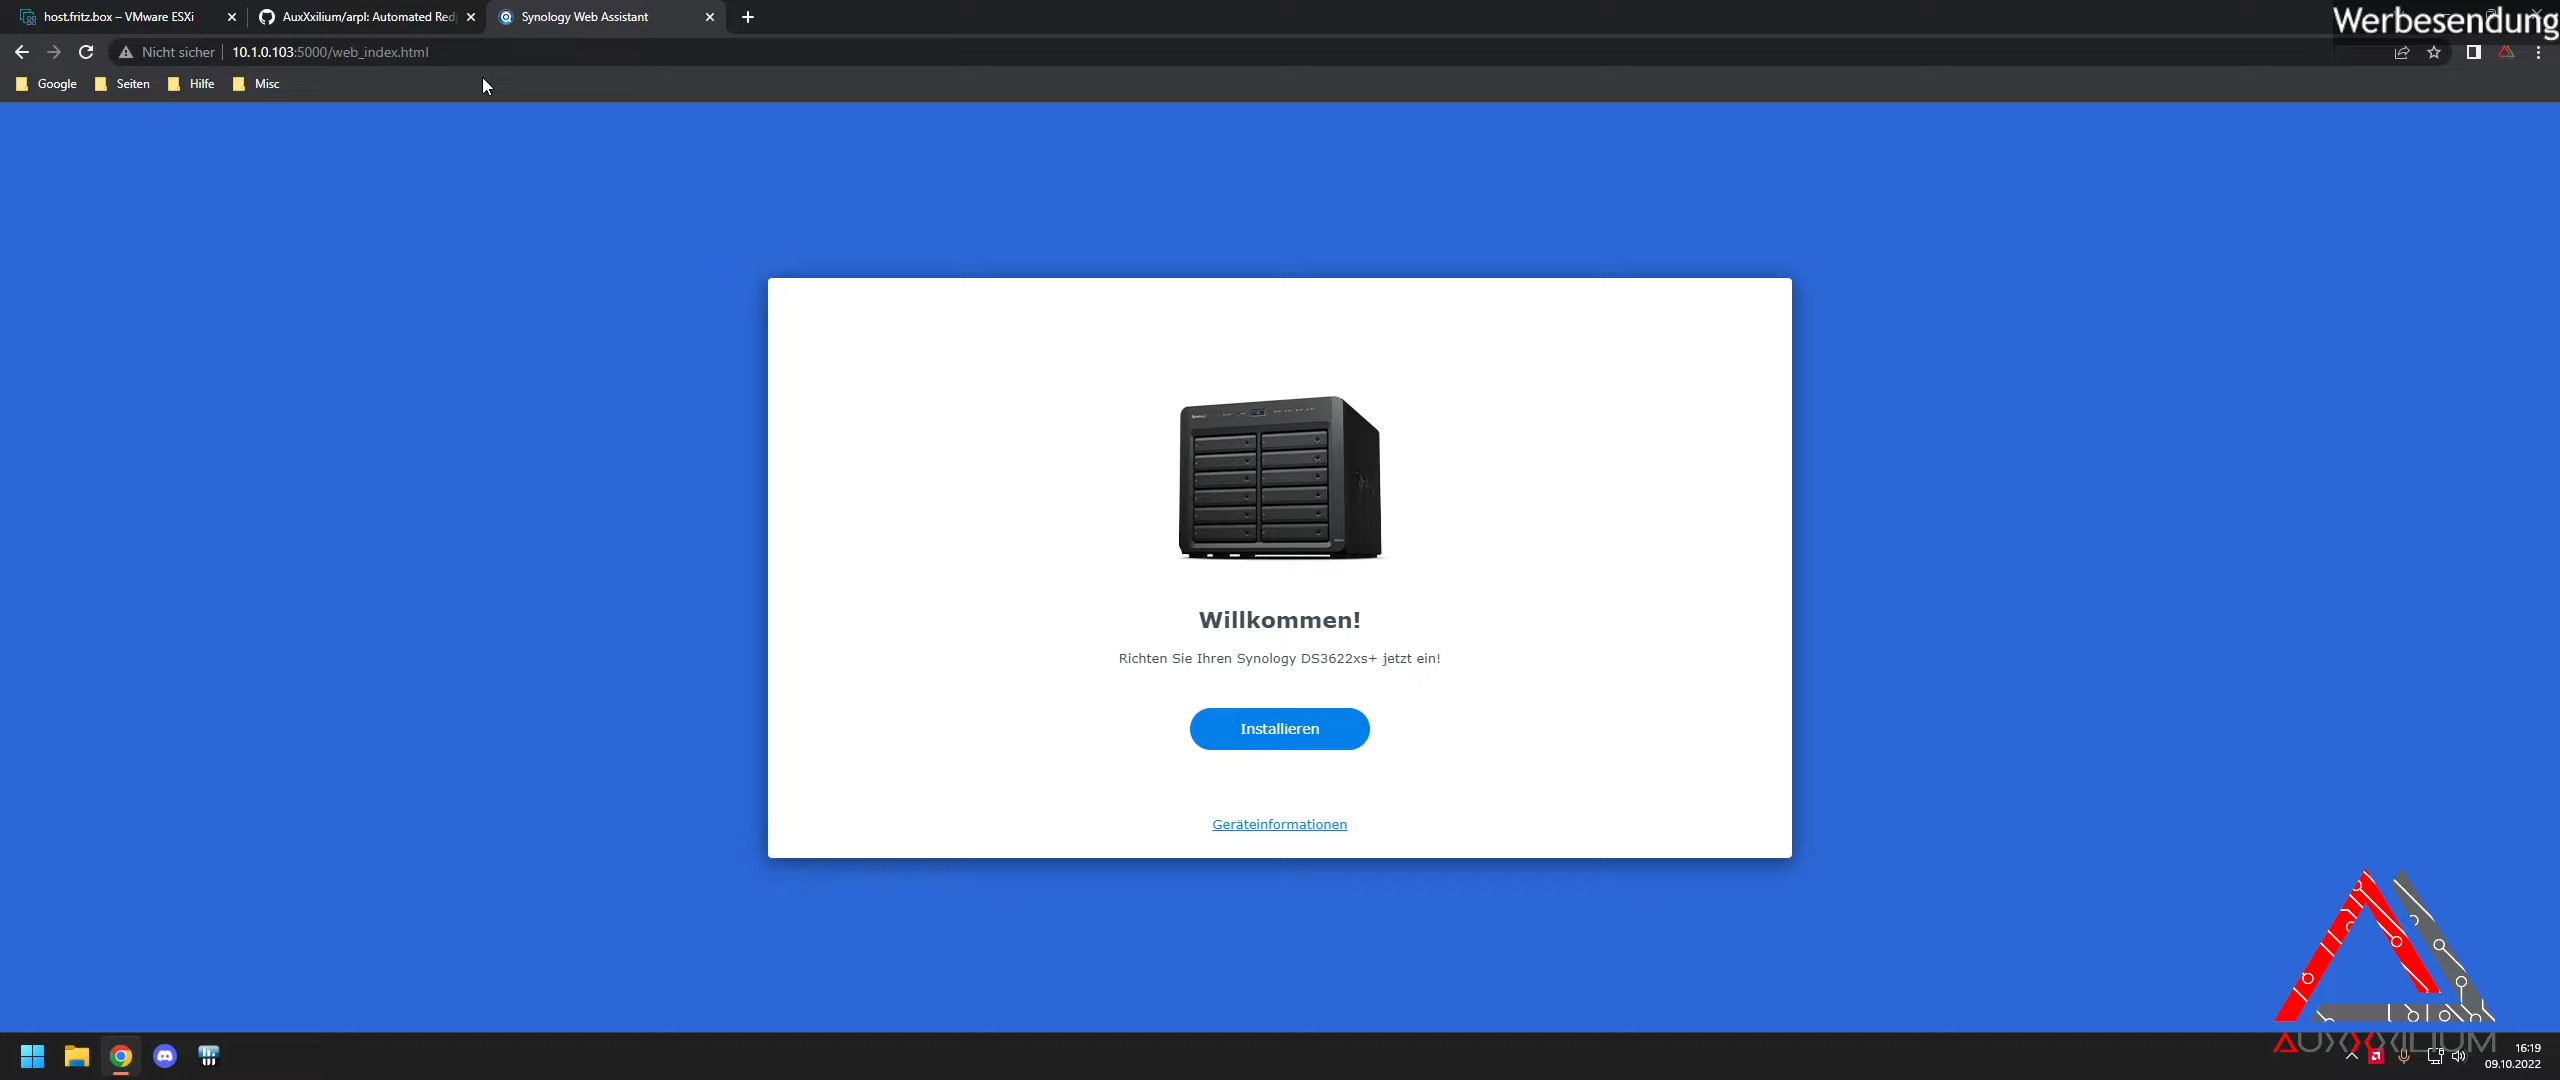 host.fritz.box – VMware ESXi
AuxXxilium/arpl: Automated Red
Synology Web Assistant
Werbesendung
Nicht sicher
10.1.0.103:5000/web_index.html
Google
Seiten
Hilfe
Misc
Willkommen!
Richten Sie Ihren Synology DS3622xs+ jetzt ein!
Installieren
Geräteinformationen
AUXXXILIUM
16:19
09.10.2022